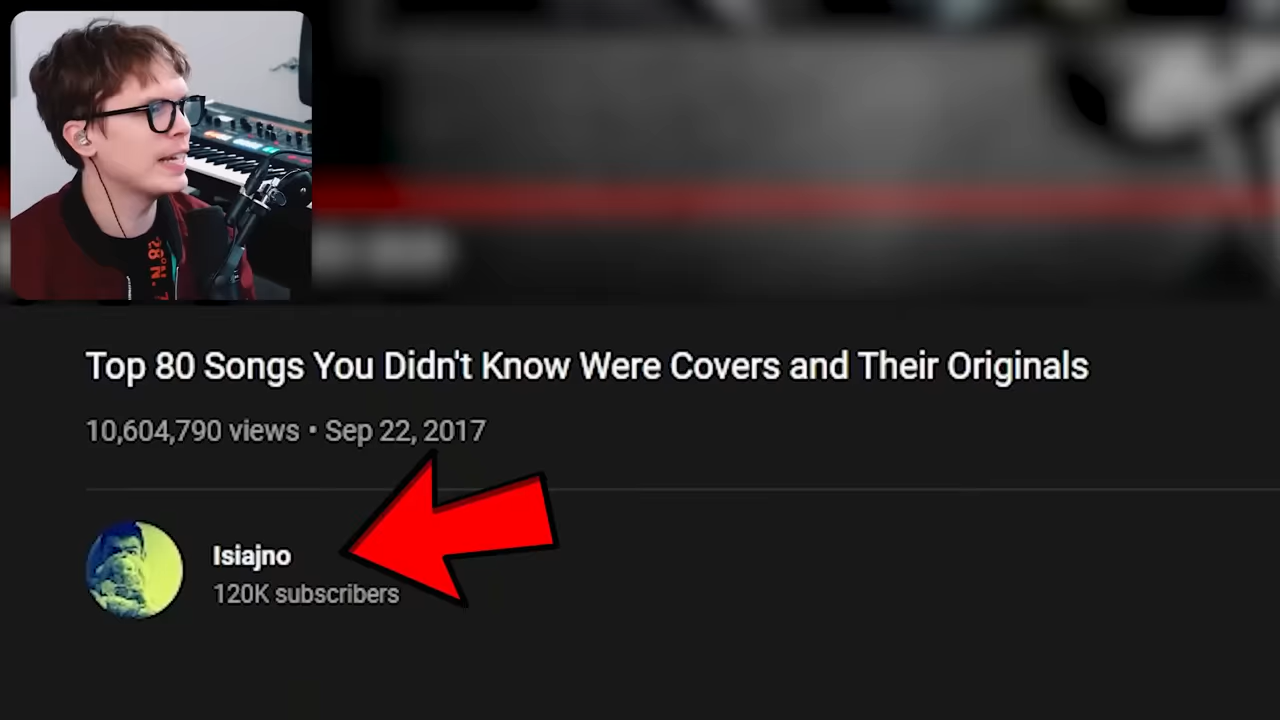 Top 80 Songs You Didn't Know Were Covers and Their Originals
10,604,790 views • Sep 22, 2017
Isiajno
120K subscribers